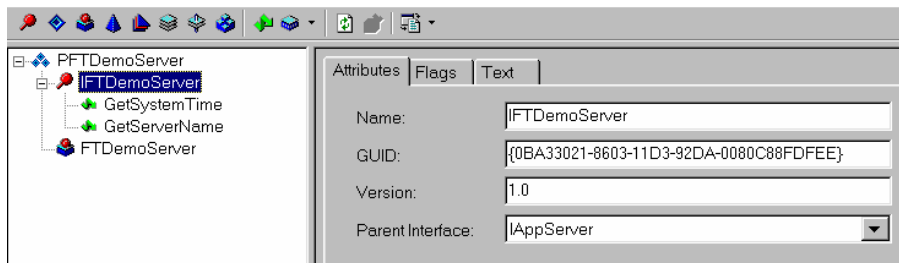 PFTDemoServer
IFTDemoServer
GetSystemTime
GetServerName
FTDemoServer
Attributes Flags Text
Name: IFTDemoServer
GUID: {0BA33021-8603-11D3-92DA-0080C88FDFEE}
Version: 1.0
Parent Interface: IAppServer